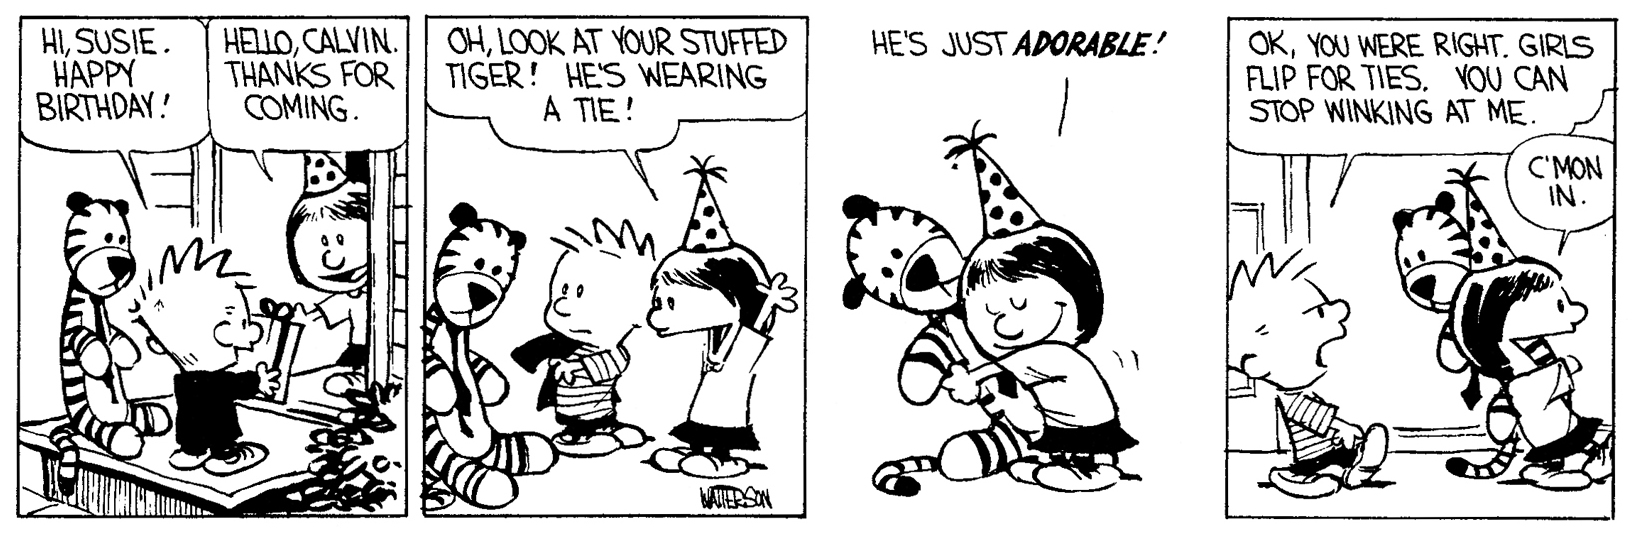 HI, SUSIE.
HAPPY
BIRTHDAY!
HELLO, CALVIN.
THANKS FOR
COMING.
OH, LOOK AT YOUR STUFFED
TIGER! HE'S WEARING
A TIE!
WATTERSON
HE'S JUST ADORABLE!
OK, YOU WERE RIGHT. GIRLS
FLIP FOR TIES. YOU CAN
STOP WINKING AT ME.
C'MON
IN.